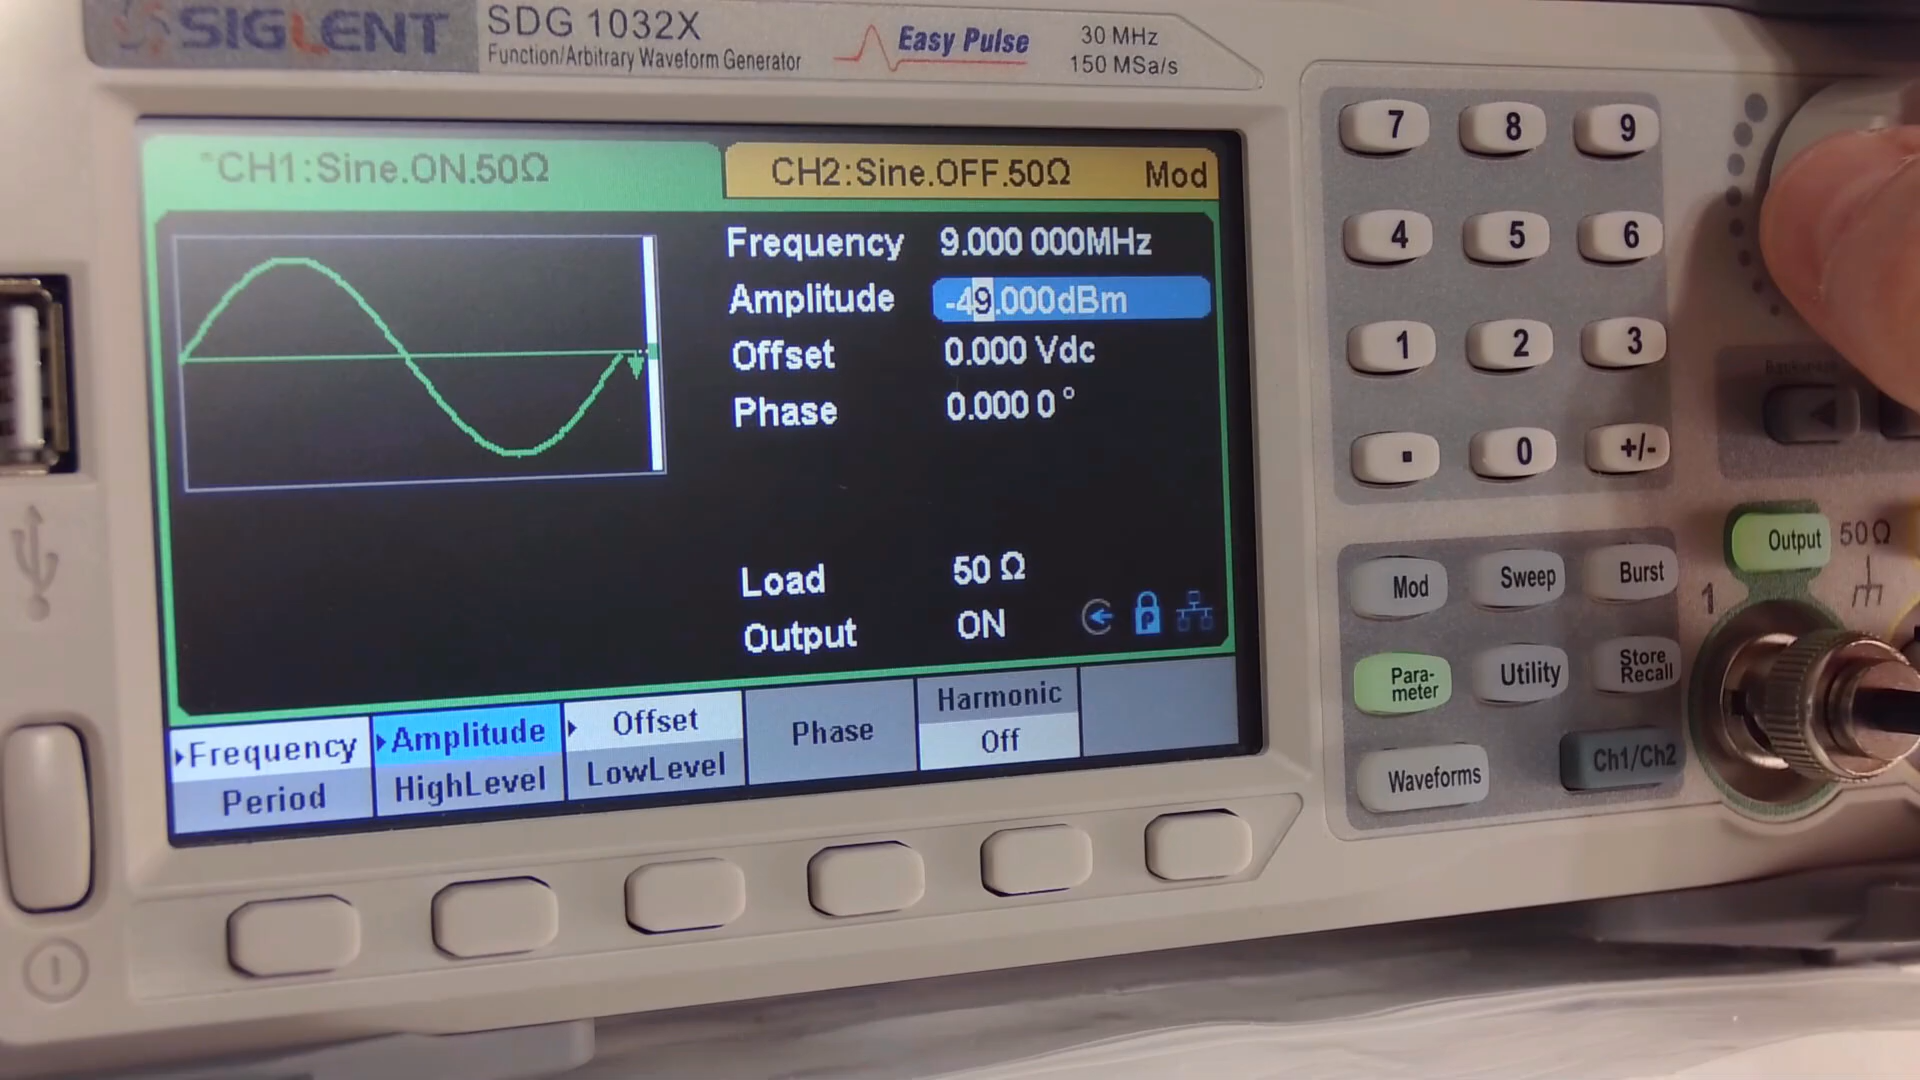 SIGLENT
SDG 1032X
Function/Arbitrary Waveform Generator
Easy Pulse
30 MHz
150 MSa/s
CH1:Sine.ON.50Ω
CH2:Sine.OFF.50Ω Mod
Frequency 9.000 000MHz
Amplitude -49.000dBm
Offset 0.000 Vdc
Phase 0.000 0°
Load 50 Ω
Output ON
P
Frequency
Period
Amplitude
HighLevel
Offset
LowLevel
Phase
Harmonic
Off
7 8 9
4 5 6
1 2 3
. 0 +/-
Output 50Ω
1
Mod Sweep Burst
Para-
meter
Utility
Store
Recall
Waveforms Ch1/Ch2